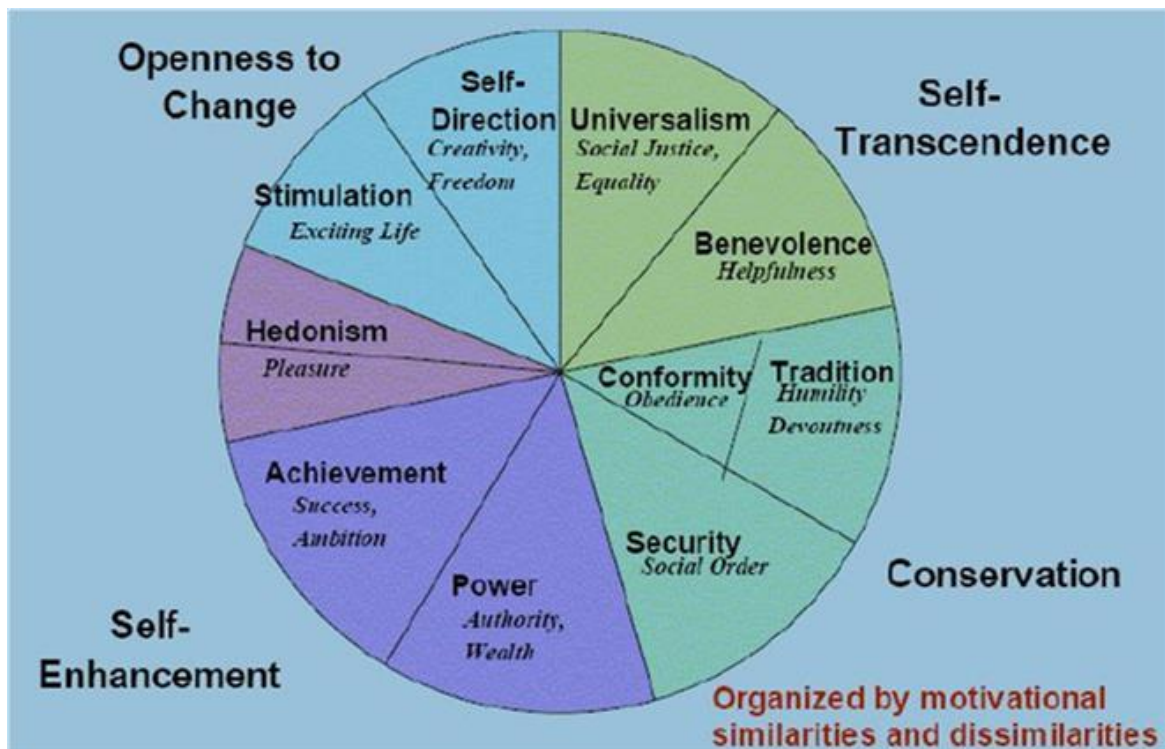 Openness to
Change
Self-
Transcendence
Self-
Direction
Creativity,
Freedom
Universalism
Social Justice,
Equality
Stimulation
Exciting Life
Benevolence
Helpfulness
Hedonism
Pleasure
Conformity
Obedience
Tradition
Humility
Devoutness
Achievement
Success,
Ambition
Security
Social Order
Power
Authority,
Wealth
Conservation
Self-
Enhancement
Organized by motivational
similarities and dissimilarities